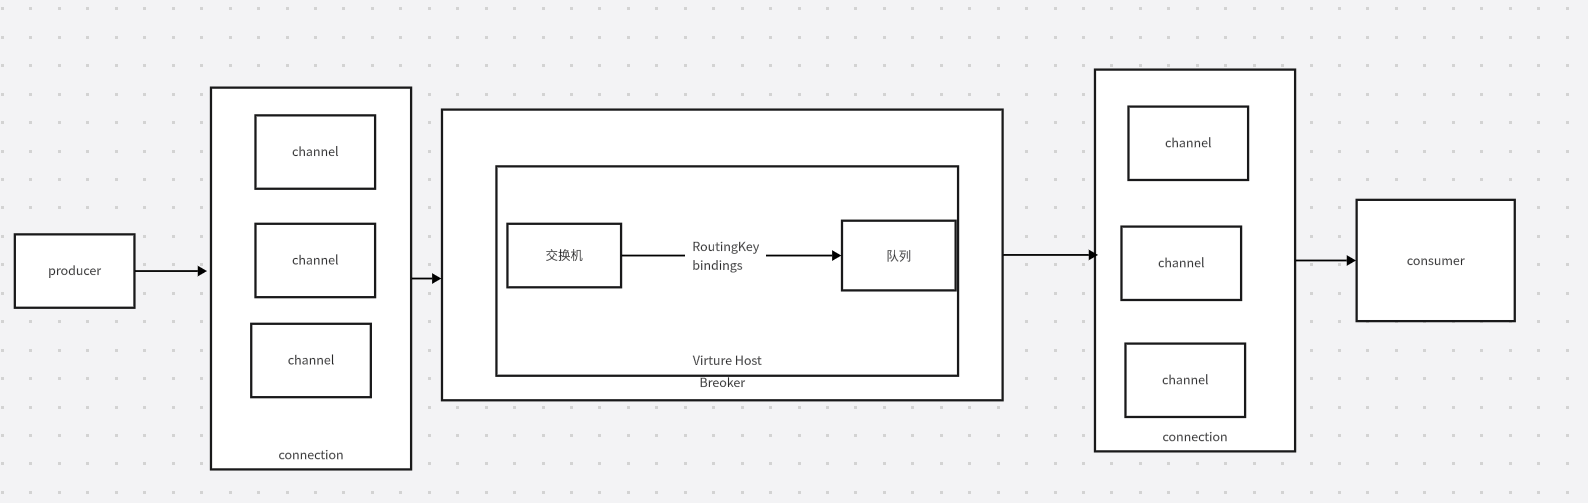 producer
channel
channel
channel
connection
交换机
RoutingKey
bindings
队列
Virture Host
Breoker
channel
channel
channel
connection
consumer